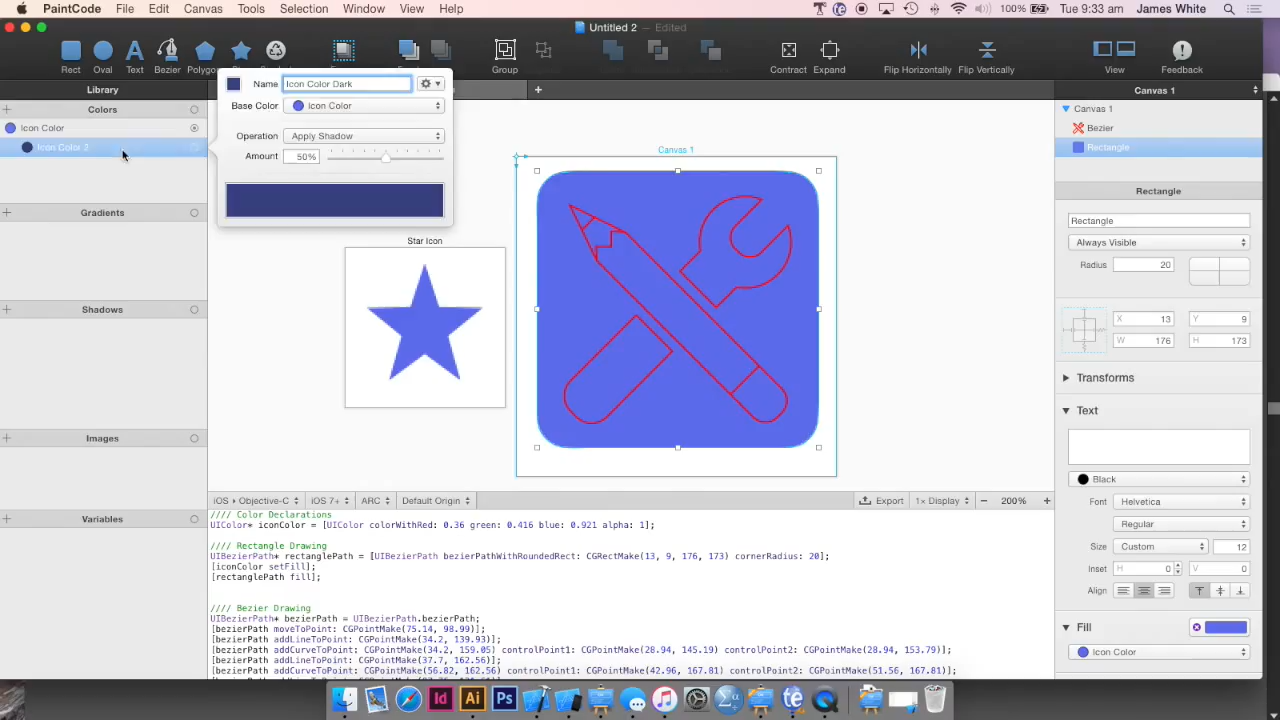 PaintCode File Edit Canvas Tools Selection Window View Help 100% Tue 9:33 am James White
Untitled 2 — Edited
Rect Oval Text Bezier Polygo Group Contract Expand Flip Horizontally Flip Vertically View Feedback
Library
Canvas 1
Colors
Icon Color
Icon Color 2
Gradients
Shadows
Images
Variables
Name Icon Color Dark
Base Color Icon Color
Operation Apply Shadow
Amount 50%
Star Icon
Canvas 1
Canvas 1
Bezier
Rectangle
Rectangle
Rectangle
Always Visible
Radius 20
X 13 Y 9
W 176 H 173
Transforms
Text
Black
Font Helvetica
Regular
Size Custom 12
Inset H 0 V 0
Align
Fill
Icon Color
iOS ▸ Objective-C iOS 7+ ARC Default Origin Export 1× Display − 200% +
//// Color Declarations
UIColor* iconColor = [UIColor colorWithRed: 0.36 green: 0.416 blue: 0.921 alpha: 1];
//// Rectangle Drawing
UIBezierPath* rectanglePath = [UIBezierPath bezierPathWithRoundedRect: CGRectMake(13, 9, 176, 173) cornerRadius: 20];
[iconColor setFill];
[rectanglePath fill];
//// Bezier Drawing
UIBezierPath* bezierPath = UIBezierPath.bezierPath;
[bezierPath moveToPoint: CGPointMake(75.14, 98.99)];
[bezierPath addLineToPoint: CGPointMake(34.2, 139.93)];
[bezierPath addCurveToPoint: CGPointMake(34.2, 159.05) controlPoint1: CGPointMake(28.94, 145.19) controlPoint2: CGPointMake(28.94, 153.79)];
[bezierPath addLineToPoint: CGPointMake(37.7, 162.56)];
[bezierPath addCurveToPoint: CGPointMake(56.82, 162.56) controlPoint1: CGPointMake(42.96, 167.81) controlPoint2: CGPointMake(51.56, 167.81)];
Id Ai Ps